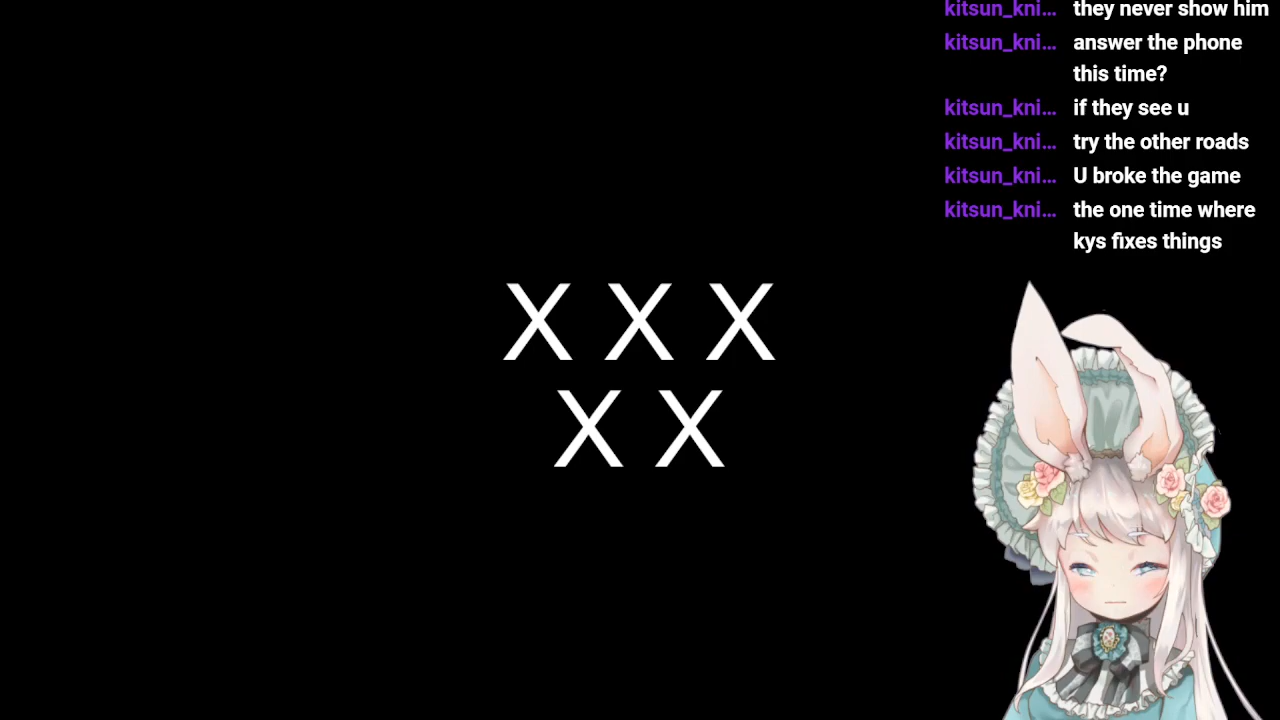 kitsun_kni... they never show him
kitsun_kni... answer the phone
this time?
kitsun_kni... if they see u
kitsun_kni... try the other roads
kitsun_kni... U broke the game
kitsun_kni... the one time where
kys fixes things
X X X
X X